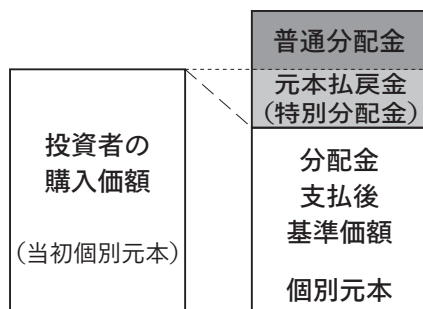 投資者の
購入価額
(当初個別元本)
普通分配金
元本払戻金
(特別分配金)
分配金
支払後
基準価額
個別元本